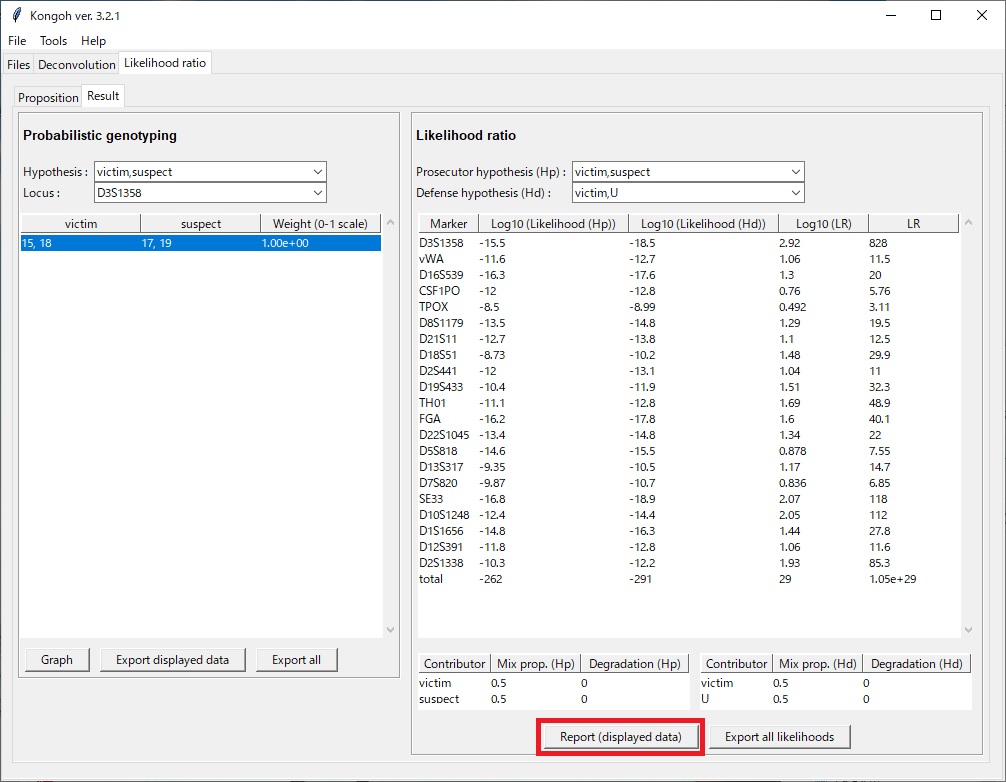 Kongoh ver. 3.2.1
File Tools Help
Files Deconvolution Likelihood ratio
Proposition Result
Probabilistic genotyping
Hypothesis : victim,suspect
Locus : D3S1358
victim suspect Weight (0-1 scale)
15, 18 17, 19 1.00e+00
Graph Export displayed data Export all
Likelihood ratio
Prosecutor hypothesis (Hp) : victim,suspect
Defense hypothesis (Hd) : victim,U
Marker Log10 (Likelihood (Hp)) Log10 (Likelihood (Hd)) Log10 (LR) LR
D3S1358 -15.5 -18.5 2.92 828
vWA -11.6 -12.7 1.06 11.5
D16S539 -16.3 -17.6 1.3 20
CSF1PO -12 -12.8 0.76 5.76
TPOX -8.5 -8.99 0.492 3.11
D8S1179 -13.5 -14.8 1.29 19.5
D21S11 -12.7 -13.8 1.1 12.5
D18S51 -8.73 -10.2 1.48 29.9
D2S441 -12 -13.1 1.04 11
D19S433 -10.4 -11.9 1.51 32.3
TH01 -11.1 -12.8 1.69 48.9
FGA -16.2 -17.8 1.6 40.1
D22S1045 -13.4 -14.8 1.34 22
D5S818 -14.6 -15.5 0.878 7.55
D13S317 -9.35 -10.5 1.17 14.7
D7S820 -9.87 -10.7 0.836 6.85
SE33 -16.8 -18.9 2.07 118
D10S1248 -12.4 -14.4 2.05 112
D1S1656 -14.8 -16.3 1.44 27.8
D12S391 -11.8 -12.8 1.06 11.6
D2S1338 -10.3 -12.2 1.93 85.3
total -262 -291 29 1.05e+29
Contributor Mix prop. (Hp) Degradation (Hp) Contributor Mix prop. (Hd) Degradation (Hd)
victim 0.5 0 victim 0.5 0
suspect 0.5 0 U 0.5 0
Report (displayed data) Export all likelihoods